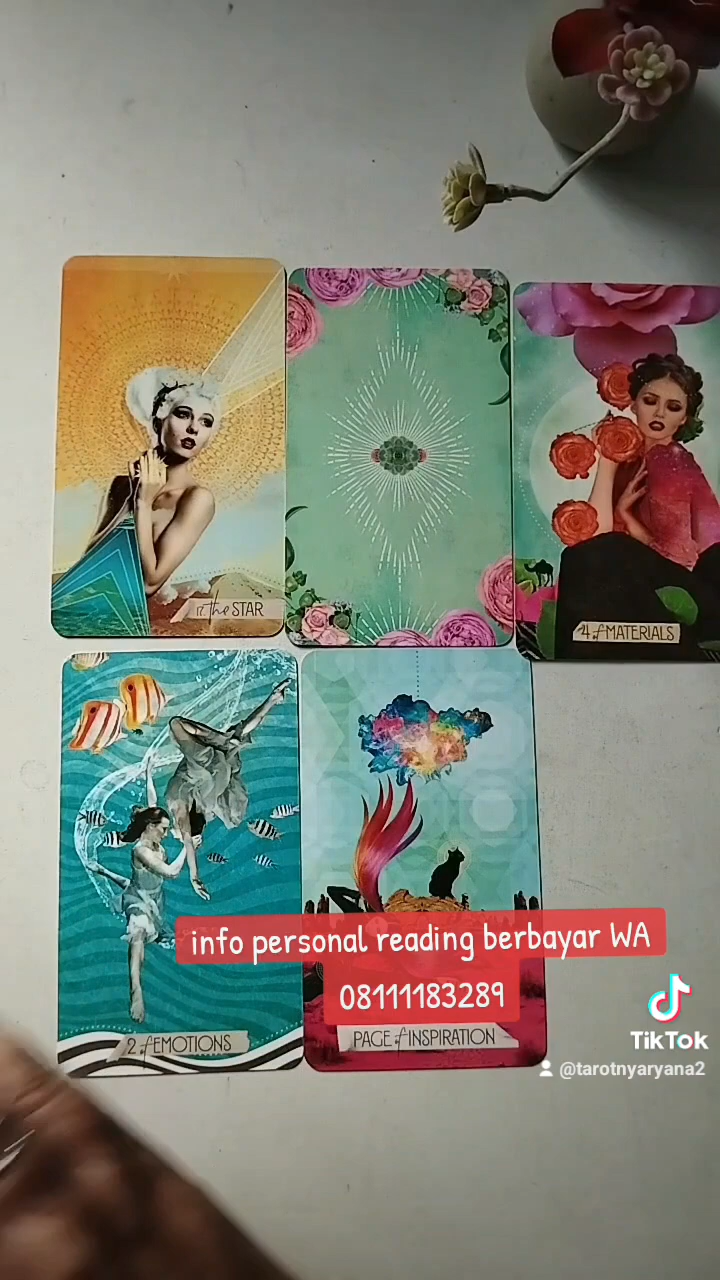 17. the STAR
4 of MATERIALS
info personal reading berbayar WA
08111183289
2 of EMOTIONS
PAGE of INSPIRATION
TikTok
@tarotnyaryana2